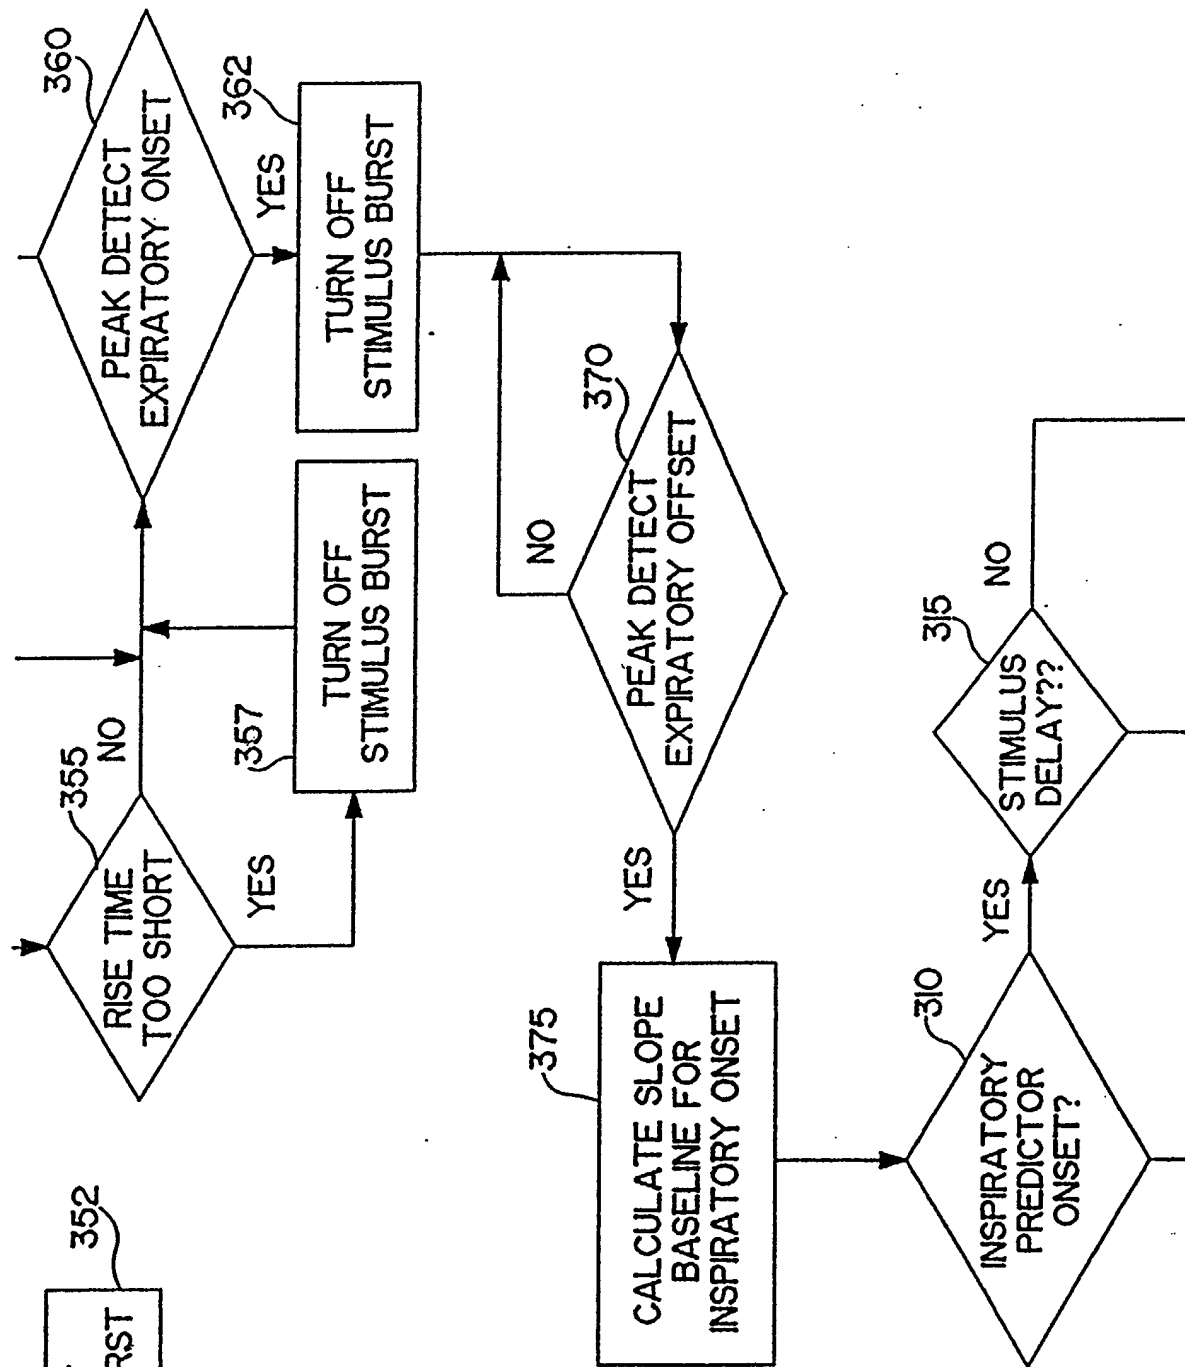 RST
352
RISE TIME
TOO SHORT
355
NO
YES
TURN OFF
STIMULUS BURST
357
PEAK DETECT
EXPIRATORY ONSET
360
YES
TURN OFF
STIMULUS BURST
362
PEAK DETECT
EXPIRATORY OFFSET
370
NO
YES
CALCULATE SLOPE
BASELINE FOR
INSPIRATORY ONSET
375
INSPIRATORY
PREDICTOR
ONSET?
310
YES
STIMULUS
DELAY??
315
NO